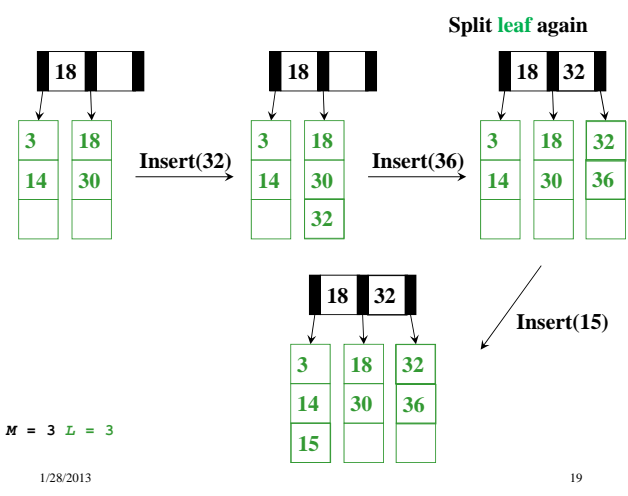 Split leaf again
18
18
18 32
3 18
14 30
Insert(32)
3 18
14 30
32
Insert(36)
3 18 32
14 30 36
18 32
Insert(15)
3 18 32
14 30 36
15
M = 3 L = 3
1/28/2013
19